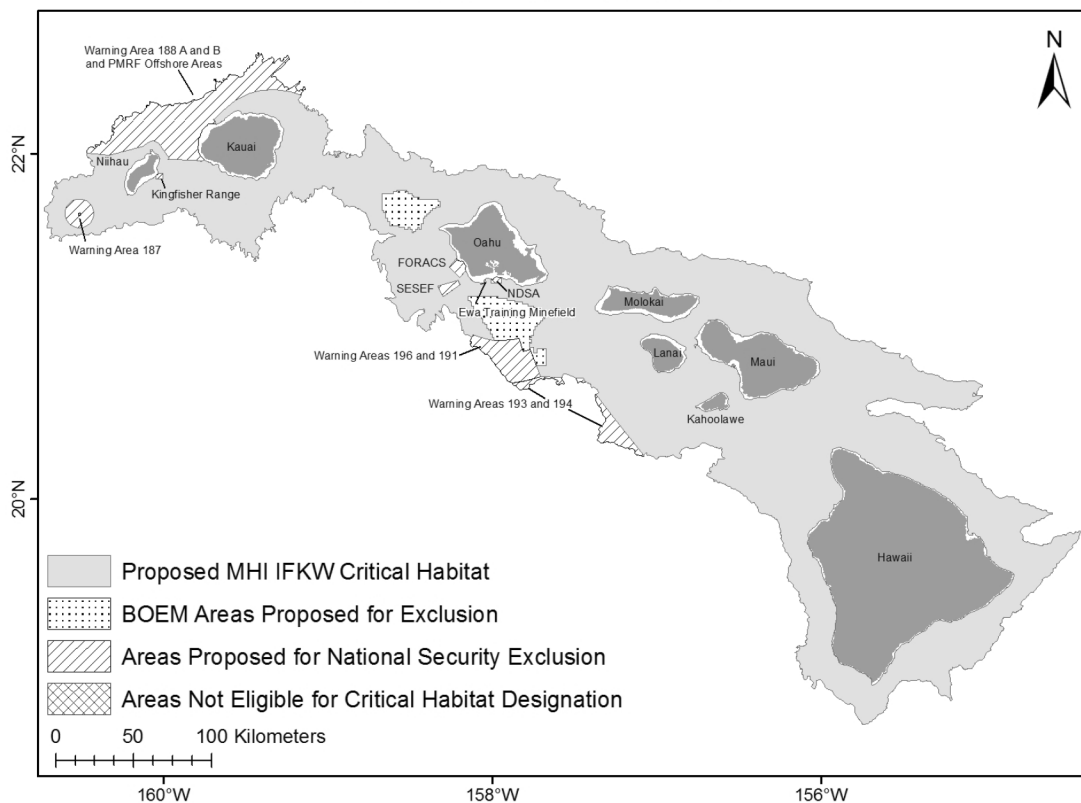 Warning Area 188 A and B
and PMRF Offshore Areas
N
22°N
Kauai
Niihau
Kingfisher Range
Warning Area 187
Oahu
FORACS
SESEF
NDSA
Ewa Training Minefield
Molokai
Warning Areas 196 and 191
Lanai
Maui
Warning Areas 193 and 194
Kahoolawe
20°N
Hawaii
Proposed MHI IFKW Critical Habitat
BOEM Areas Proposed for Exclusion
Areas Proposed for National Security Exclusion
Areas Not Eligible for Critical Habitat Designation
0 50 100 Kilometers
160°W 158°W 156°W